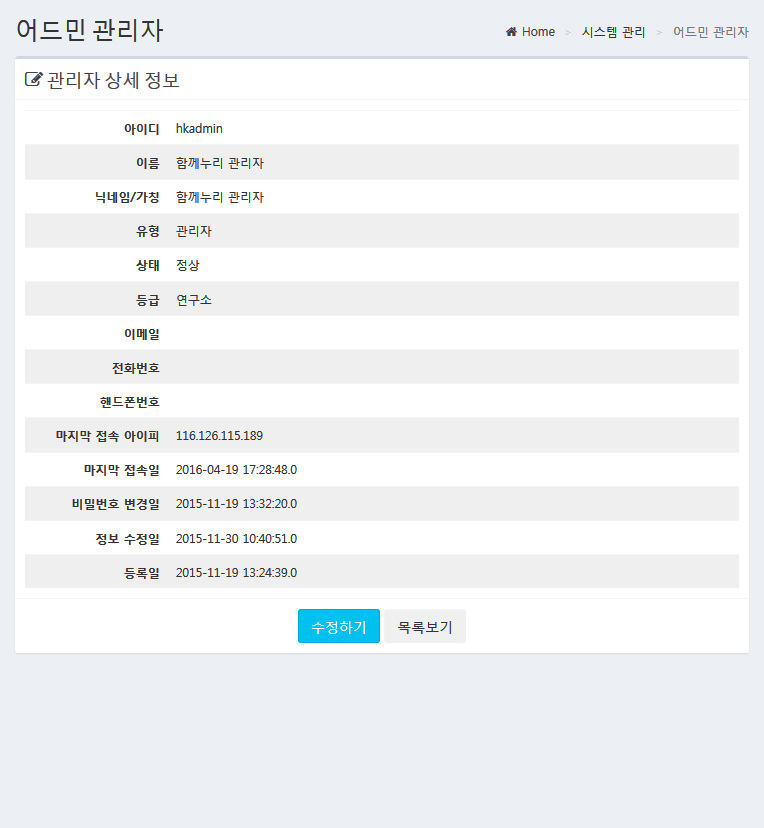 어드민 관리자
Home > 시스템 관리 > 어드민 관리자
관리자 상세 정보
아이디 hkadmin
이름 함께누리 관리자
닉네임/가칭 함께누리 관리자
유형 관리자
상태 정상
등급 연구소
이메일
전화번호
핸드폰번호
마지막 접속 아이피 116.126.115.189
마지막 접속일 2016-04-19 17:28:48.0
비밀번호 변경일 2015-11-19 13:32:20.0
정보 수정일 2015-11-30 10:40:51.0
등록일 2015-11-19 13:24:39.0
수정하기 목록보기